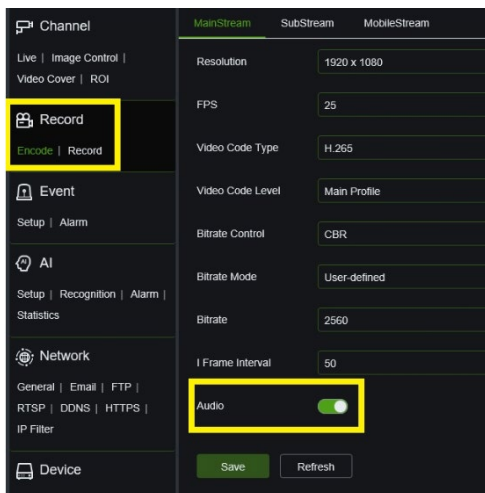 Channel
Live | Image Control |
Video Cover | ROI
Record
Encode | Record
Event
Setup | Alarm
AI
Setup | Recognition | Alarm |
Statistics
Network
General | Email | FTP |
RTSP | DDNS | HTTPS |
IP Filter
Device
MainStream SubStream MobileStream
Resolution 1920 x 1080
FPS 25
Video Code Type H.265
Video Code Level Main Profile
Bitrate Control CBR
Bitrate Mode User-defined
Bitrate 2560
I Frame Interval 50
Audio
Save Refresh